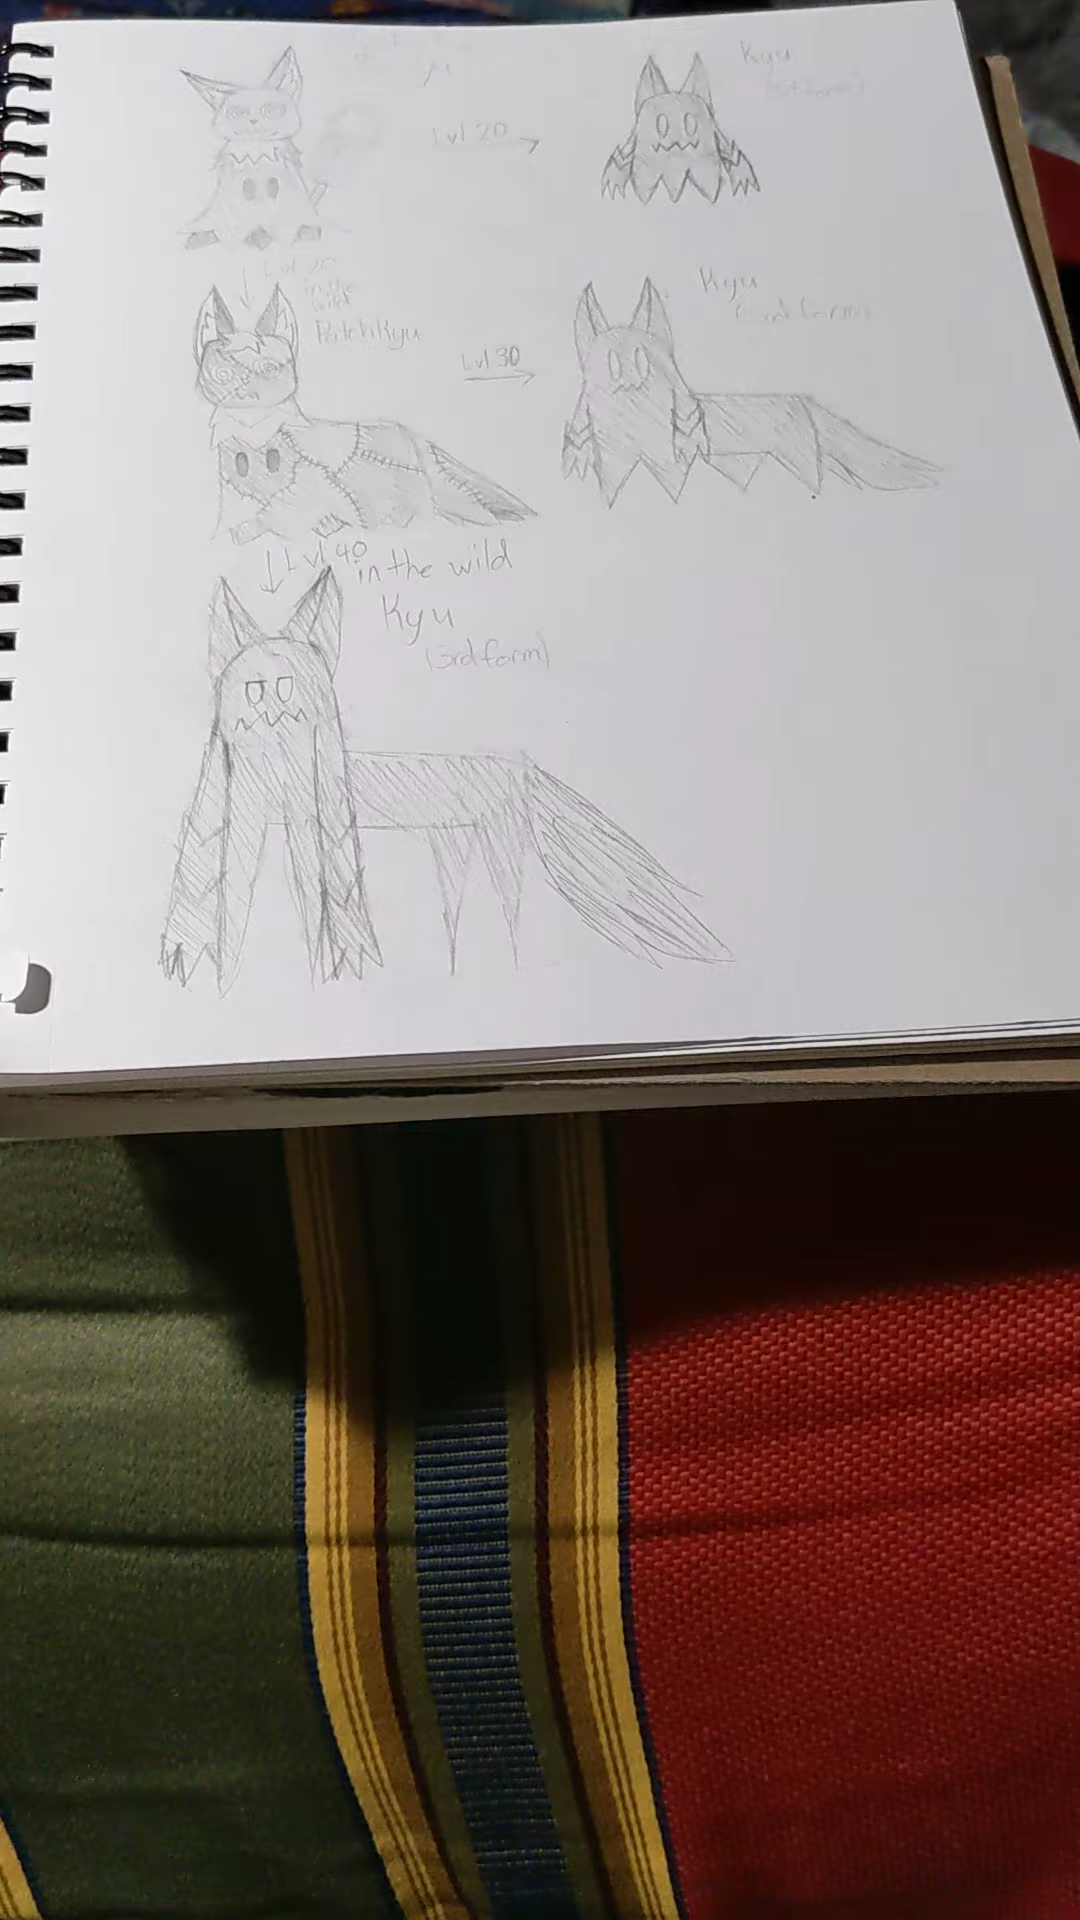 Kyu
Lvl 20
Lvl 20
in the
wild
PatchKyu
Kyu
Lvl 30
Lvl 40
in the wild
Kyu
(3rd form)